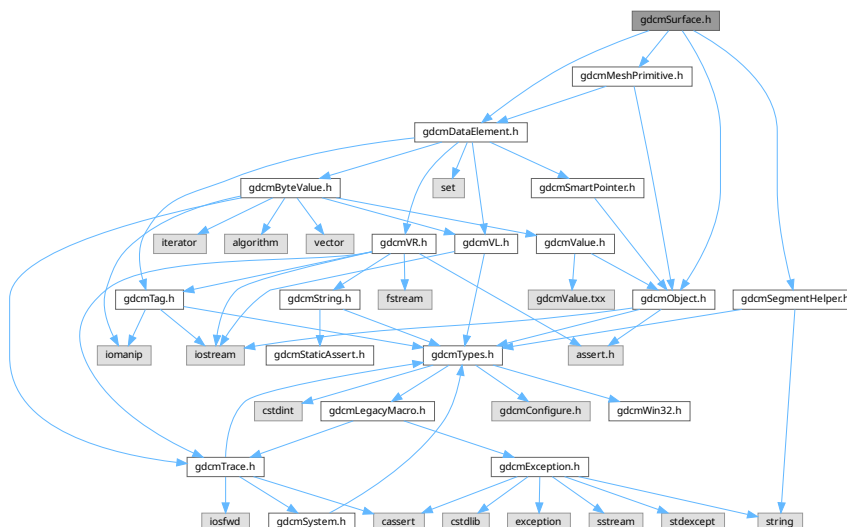 gdcmSurface.h
gdcmMeshPrimitive.h
gdcmDataElement.h
gdcmByteValue.h
set
gdcmSmartPointer.h
iterator
algorithm
vector
gdcmVR.h
gdcmVL.h
gdcmValue.h
gdcmTag.h
gdcmString.h
fstream
gdcmValue.txx
gdcmObject.h
gdcmSegmentHelper.h
iomanip
iostream
gdcmStaticAssert.h
gdcmTypes.h
assert.h
cstdint
gdcmLegacyMacro.h
gdcmConfigure.h
gdcmWin32.h
gdcmTrace.h
gdcmException.h
iosfwd
gdcmSystem.h
cassert
cstdlib
exception
sstream
stdexcept
string